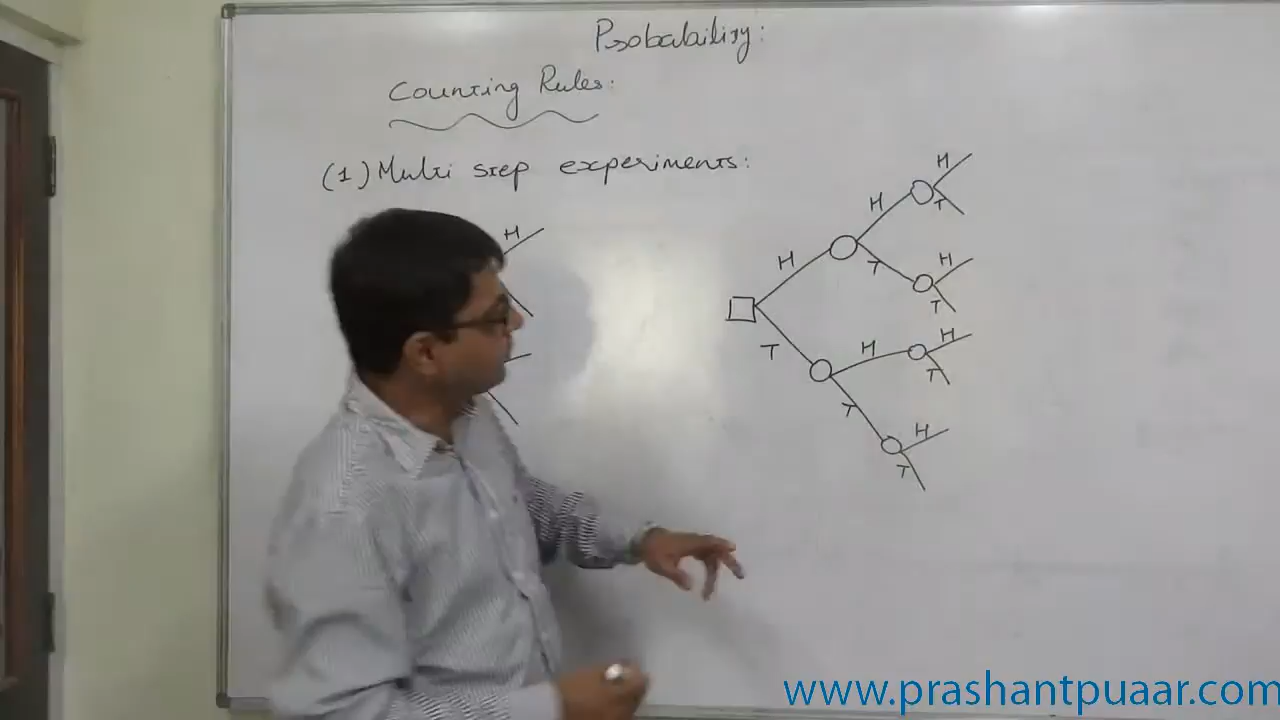 Probability:
Counting Rules:
(1) Multi step experiments:
H
H
T
H
H
T
H
T
H
T
H
H
T
T
H
T
www.prashantpuaar.com